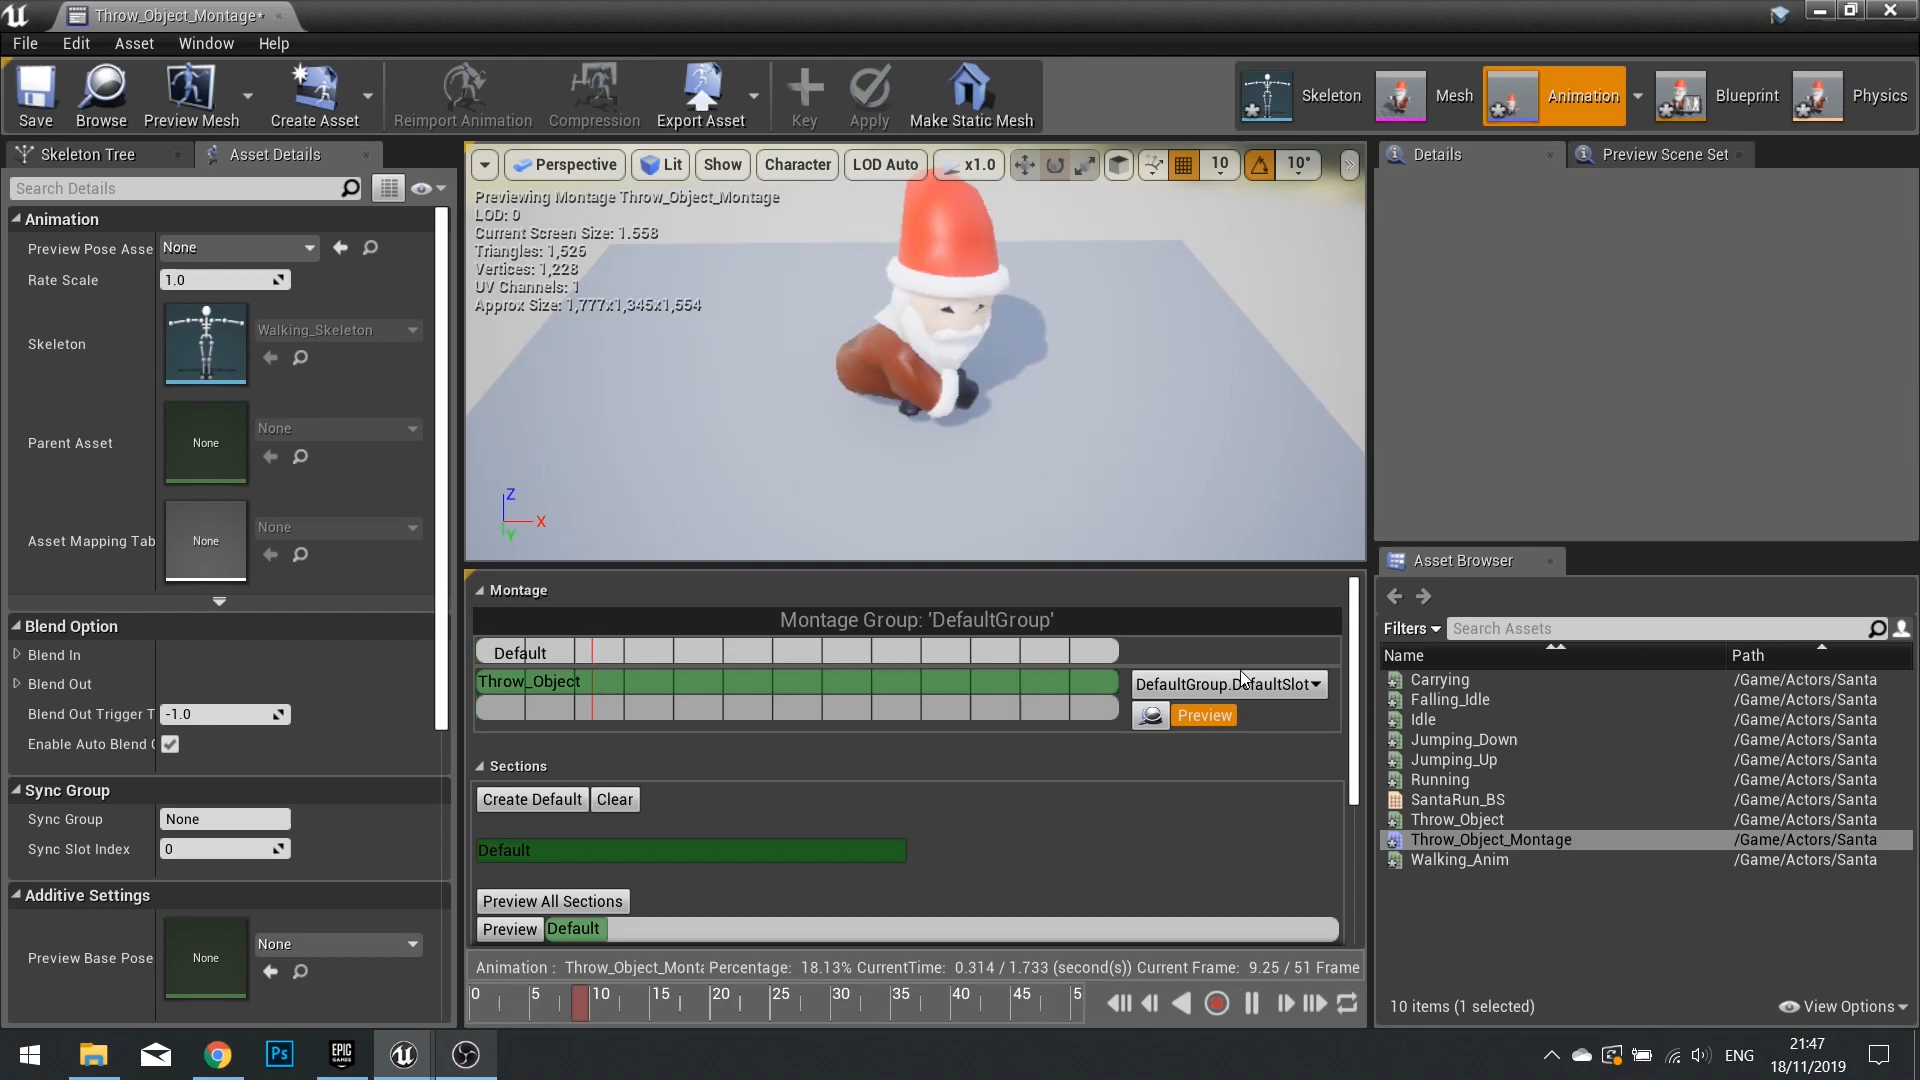 Throw_Object_Montage*
File Edit Asset Window Help
Save Browse Preview Mesh Create Asset Reimport Animation Compression Export Asset Key Apply Make Static Mesh
Skeleton Mesh Animation Blueprint Physics
Skeleton Tree Asset Details
Search Details
Animation
Preview Pose Asse None
Rate Scale 1.0
Skeleton Walking_Skeleton
Parent Asset None None
Asset Mapping Tab None None
Blend Option
Blend In
Blend Out
Blend Out Trigger T -1.0
Enable Auto Blend
Sync Group
Sync Group None
Sync Slot Index 0
Additive Settings
Preview Base Pose None None
Perspective Lit Show Character LOD Auto x1.0 10 10°
Previewing Montage Throw_Object_Montage
LOD: 0
Current Screen Size: 1.558
Triangles: 1,526
Vertices: 1,228
UV Channels: 1
Approx Size: 1,777x1,345x1,554
Z
X
Y
Montage
Montage Group: 'DefaultGroup'
Default
Throw_Object
DefaultGroup.DefaultSlot
Preview
Sections
Create Default Clear
Default
Preview All Sections
Preview Default
Animation : Throw_Object_Monta Percentage: 18.13% CurrentTime: 0.314 / 1.733 (second(s)) Current Frame: 9.25 / 51 Frame
0 5 10 15 20 25 30 35 40 45 5
Details Preview Scene Set
Asset Browser
Filters Search Assets
Name Path
Carrying /Game/Actors/Santa
Falling_Idle /Game/Actors/Santa
Idle /Game/Actors/Santa
Jumping_Down /Game/Actors/Santa
Jumping_Up /Game/Actors/Santa
Running /Game/Actors/Santa
SantaRun_BS /Game/Actors/Santa
Throw_Object /Game/Actors/Santa
Throw_Object_Montage /Game/Actors/Santa
Walking_Anim /Game/Actors/Santa
10 items (1 selected) View Options
Ps
EPIC
GAMES
ENG
21:47
18/11/2019